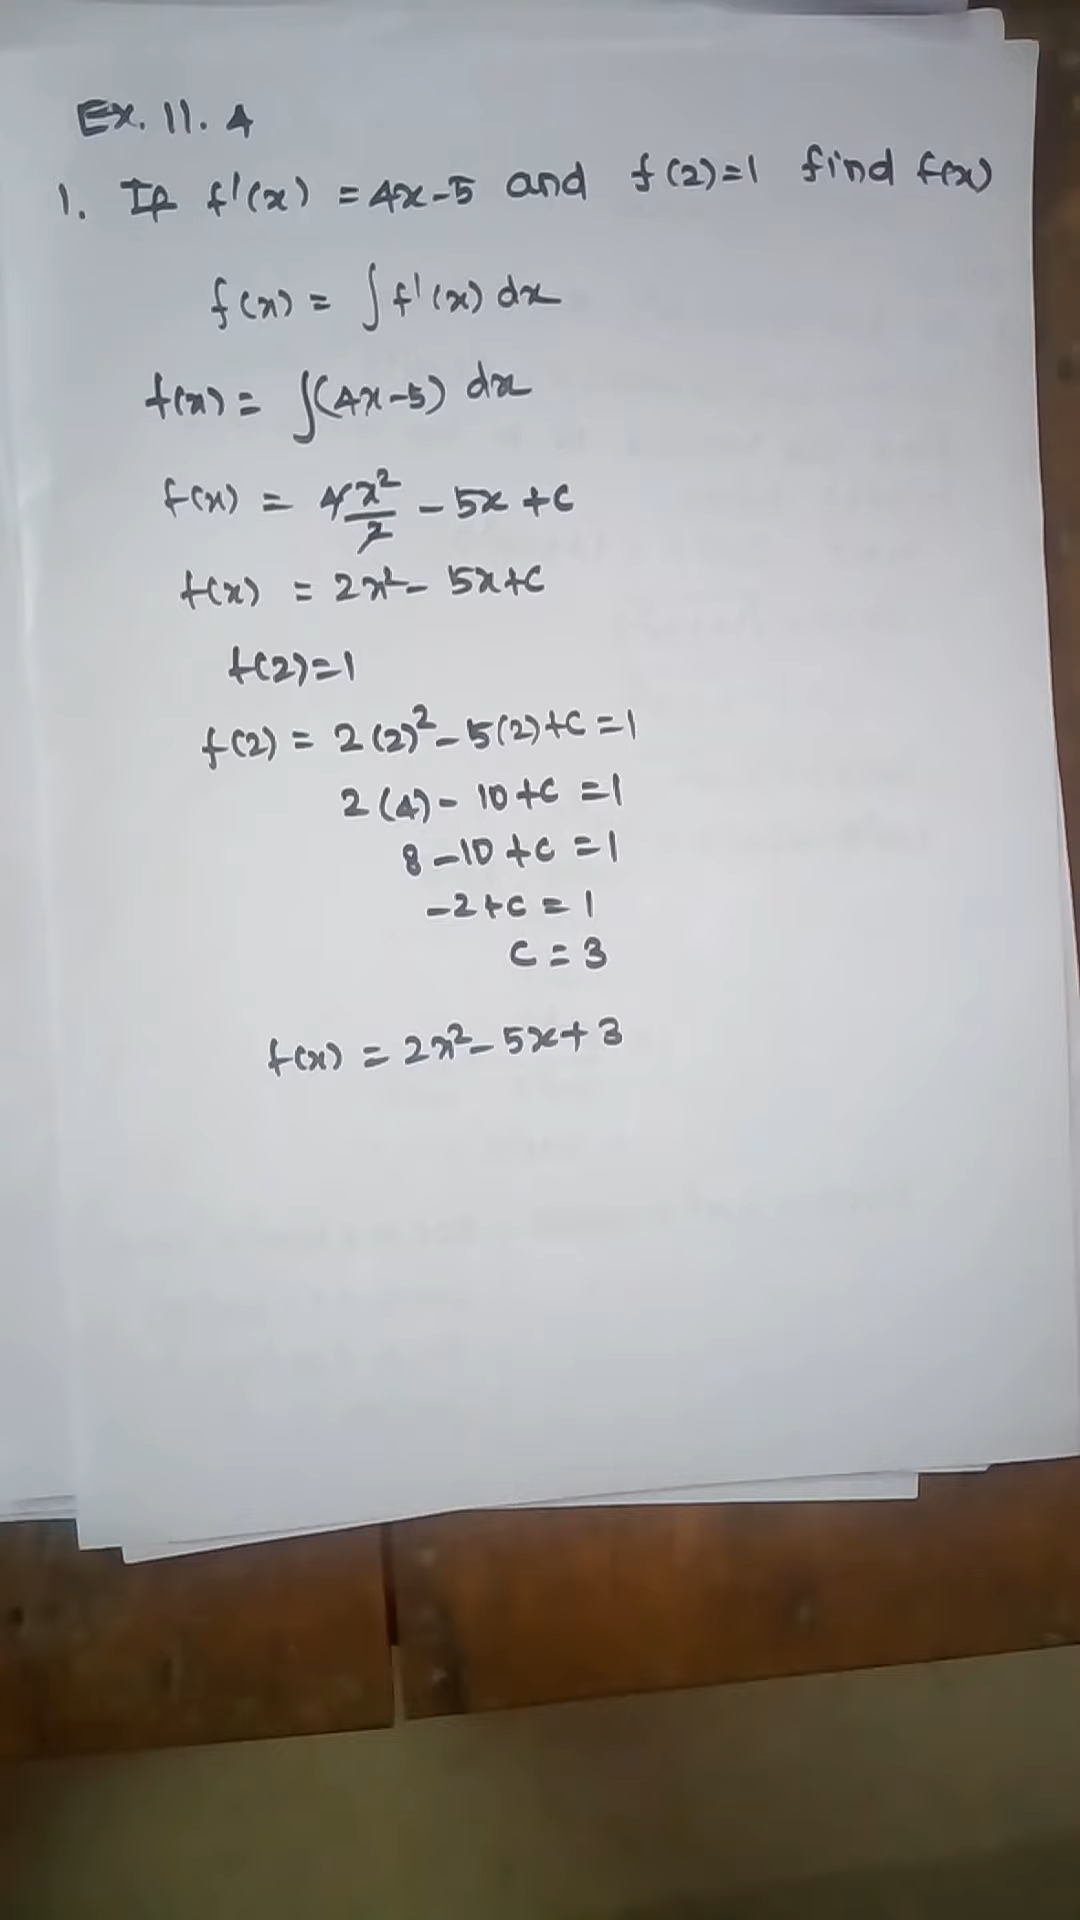 Ex. 11.4
1. If f'(x) = 4x-5 and f(2)=1 find f(x)
f(x) = ∫f'(x) dx
f(x) = ∫(4x-5) dx
f(x) = 4x²/2 - 5x + c
f(x) = 2x² - 5x+c
f(2)=1
f(2) = 2(2)² - 5(2)+c = 1
2(4) - 10+c = 1
8-10+c = 1
-2+c = 1
c = 3
f(x) = 2x² - 5x+3